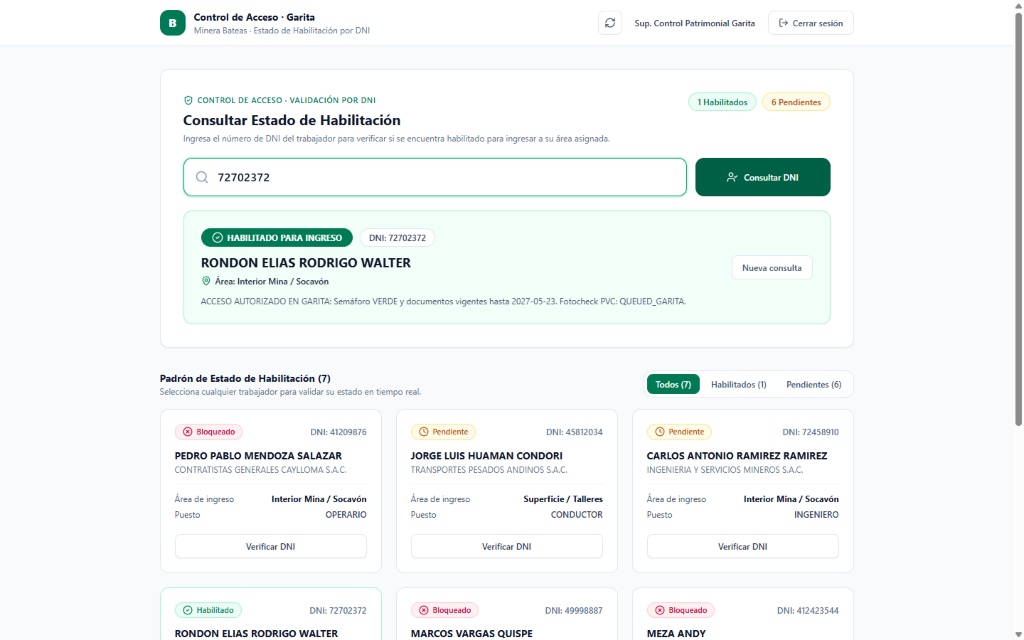 B
Control de Acceso · Garita
Minera Bateas · Estado de Habilitación por DNI
Sup. Control Patrimonial Garita
Cerrar sesión
CONTROL DE ACCESO · VALIDACIÓN POR DNI
1 Habilitados
6 Pendientes
Consultar Estado de Habilitación
Ingresa el número de DNI del trabajador para verificar si se encuentra habilitado para ingresar a su área asignada.
72702372
Consultar DNI
HABILITADO PARA INGRESO
DNI: 72702372
RONDON ELIAS RODRIGO WALTER
Área: Interior Mina / Socavón
Nueva consulta
ACCESO AUTORIZADO EN GARITA: Semáforo VERDE y documentos vigentes hasta 2027-05-23. Fotocheck PVC: QUEUED_GARITA.
Padrón de Estado de Habilitación (7)
Selecciona cualquier trabajador para validar su estado en tiempo real.
Todos (7)
Habilitados (1)
Pendientes (6)
Bloqueado
DNI: 41209876
PEDRO PABLO MENDOZA SALAZAR
CONTRATISTAS GENERALES CAYLLOMA S.A.C.
Área de ingreso
Interior Mina / Socavón
Puesto
OPERARIO
Verificar DNI
Pendiente
DNI: 45812034
JORGE LUIS HUAMAN CONDORI
TRANSPORTES PESADOS ANDINOS S.A.C.
Área de ingreso
Superficie / Talleres
Puesto
CONDUCTOR
Verificar DNI
Pendiente
DNI: 72458910
CARLOS ANTONIO RAMIREZ RAMIREZ
INGENIERIA Y SERVICIOS MINEROS S.A.C.
Área de ingreso
Interior Mina / Socavón
Puesto
INGENIERO
Verificar DNI
Habilitado
DNI: 72702372
RONDON ELIAS RODRIGO WALTER
Bloqueado
DNI: 49998887
MARCOS VARGAS QUISPE
Bloqueado
DNI: 412423544
MEZA ANDY